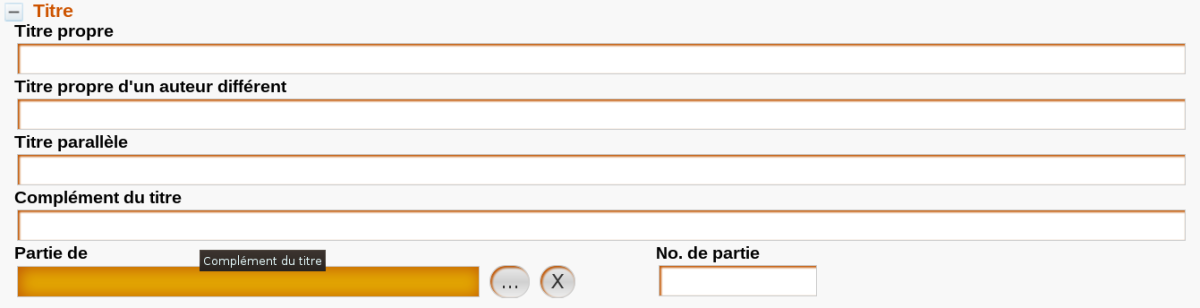 Titre
Titre propre
Titre propre d'un auteur différent
Titre parallèle
Complément du titre
Partie de
Complément du titre
No. de partie
... X